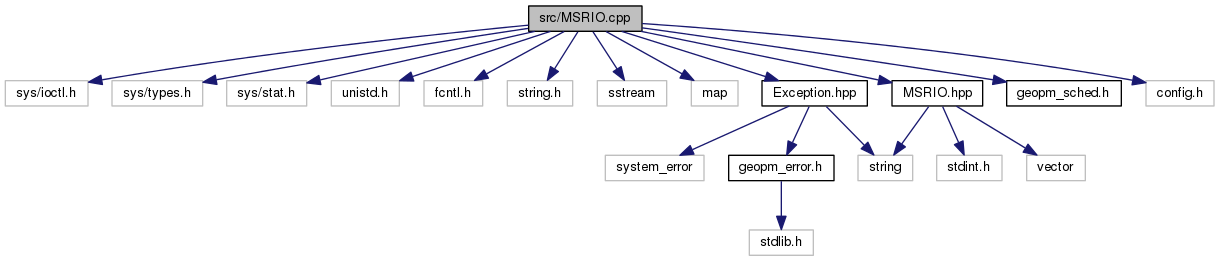 src/MSRIO.cpp
sys/ioctl.h
sys/types.h
sys/stat.h
unistd.h
fcntl.h
string.h
sstream
map
Exception.hpp
MSRIO.hpp
geopm_sched.h
config.h
system_error
geopm_error.h
string
stdint.h
vector
stdlib.h